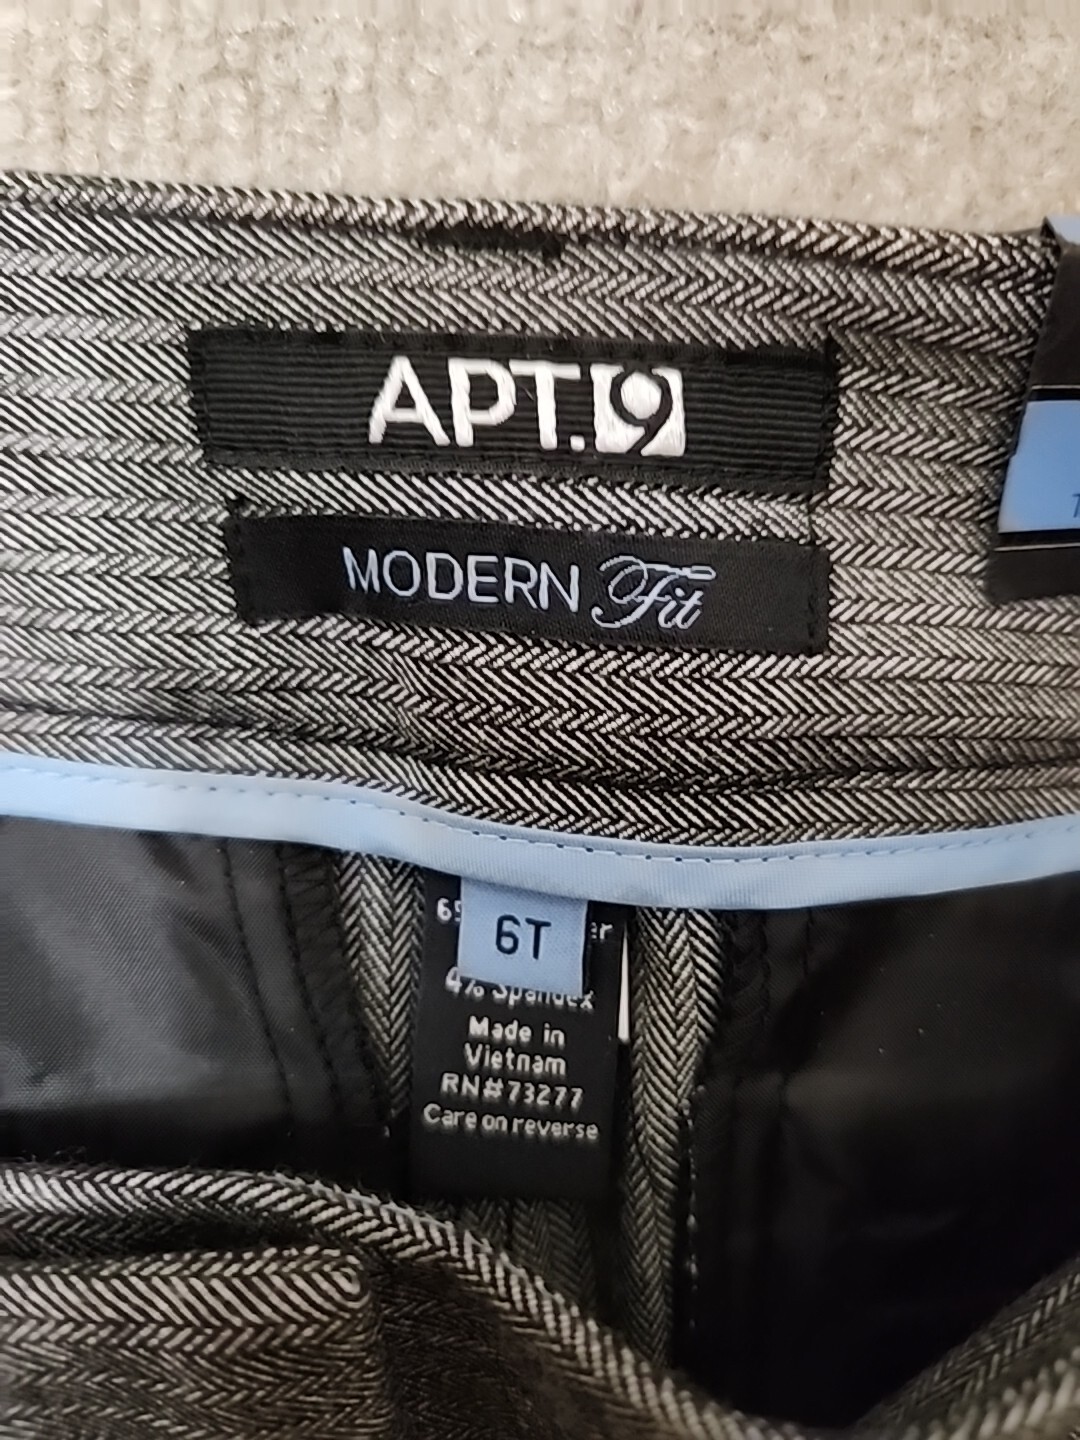 APT.9
MODERN Fit
6T
4% Spandex
Made in
Vietnam
RN#73277
Care on reverse